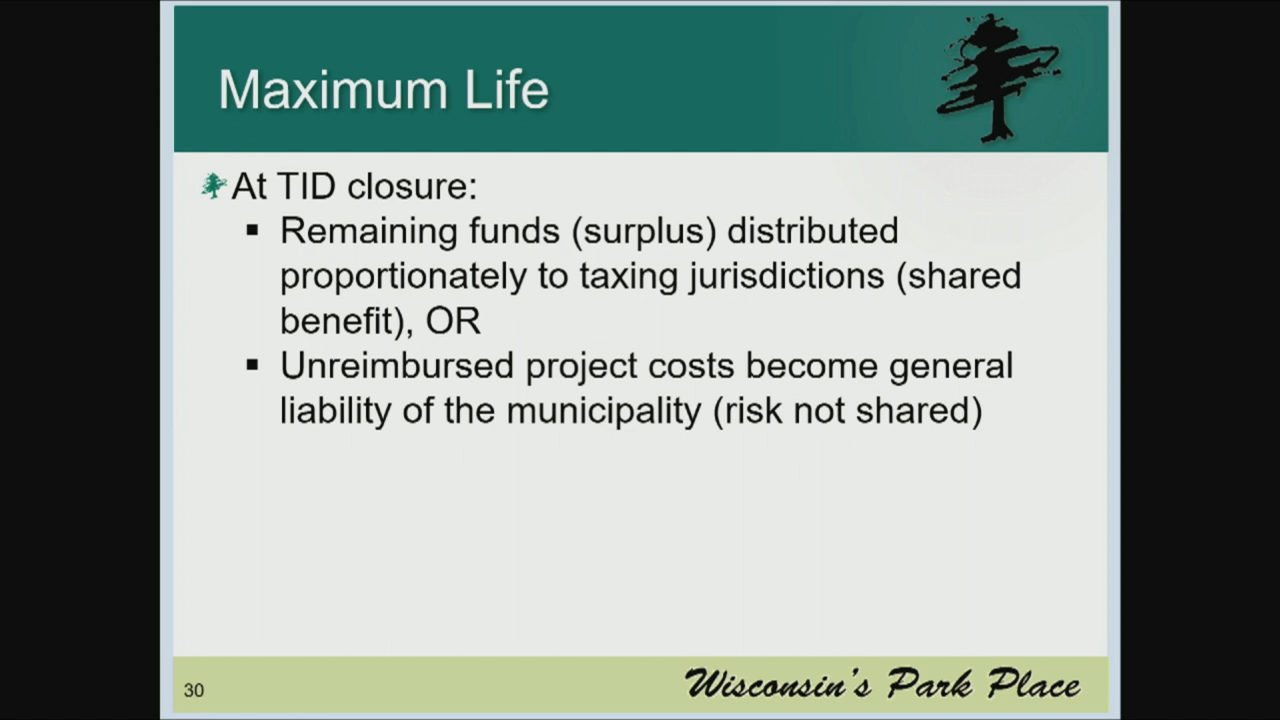 Maximum Life
At TID closure:
▪ Remaining funds (surplus) distributed
proportionately to taxing jurisdictions (shared
benefit), OR
▪ Unreimbursed project costs become general
liability of the municipality (risk not shared)
30
Wisconsin's Park Place